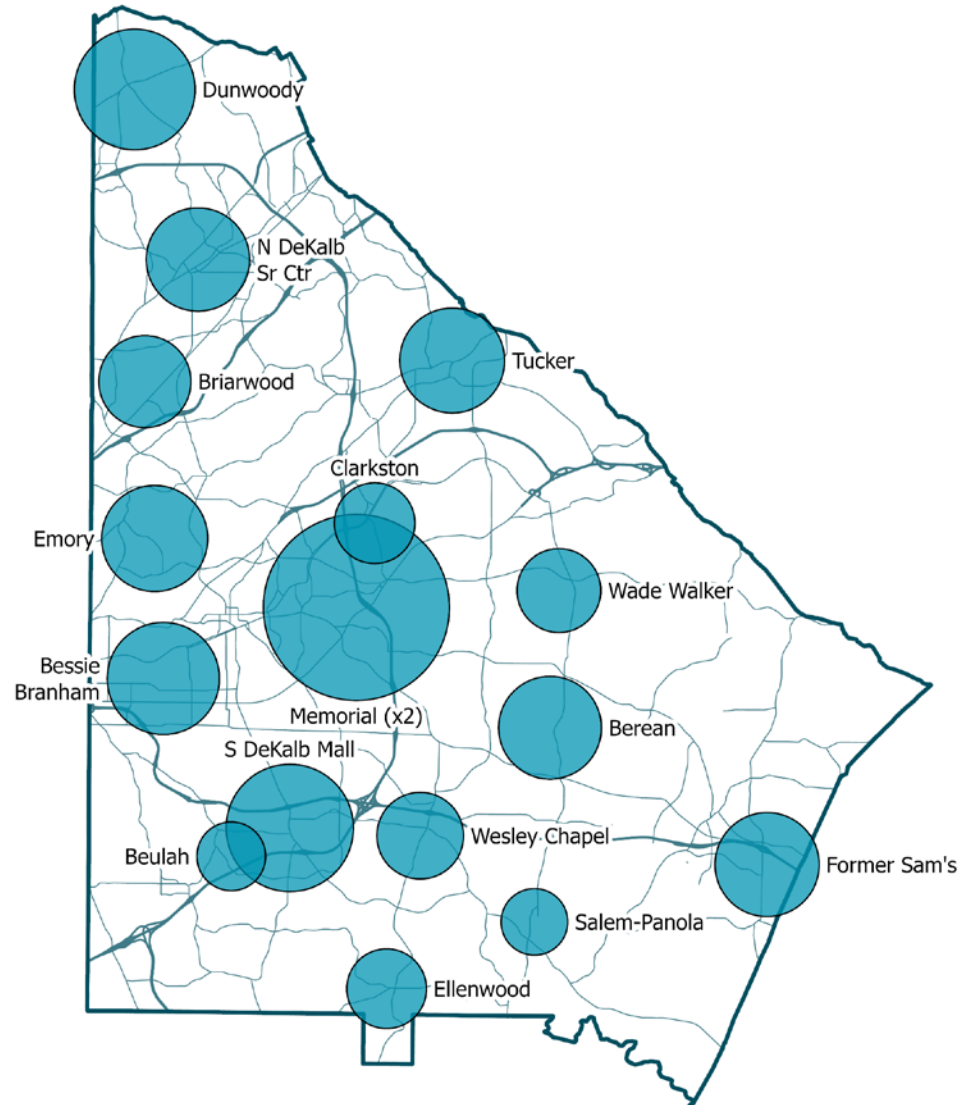 Dunwoody
N DeKalb
Sr Ctr
Tucker
Briarwood
Clarkston
Emory
Wade Walker
Bessie
Branham
Memorial (x2)
Berean
S DeKalb Mall
Wesley Chapel
Beulah
Former Sam's
Salem-Panola
Ellenwood